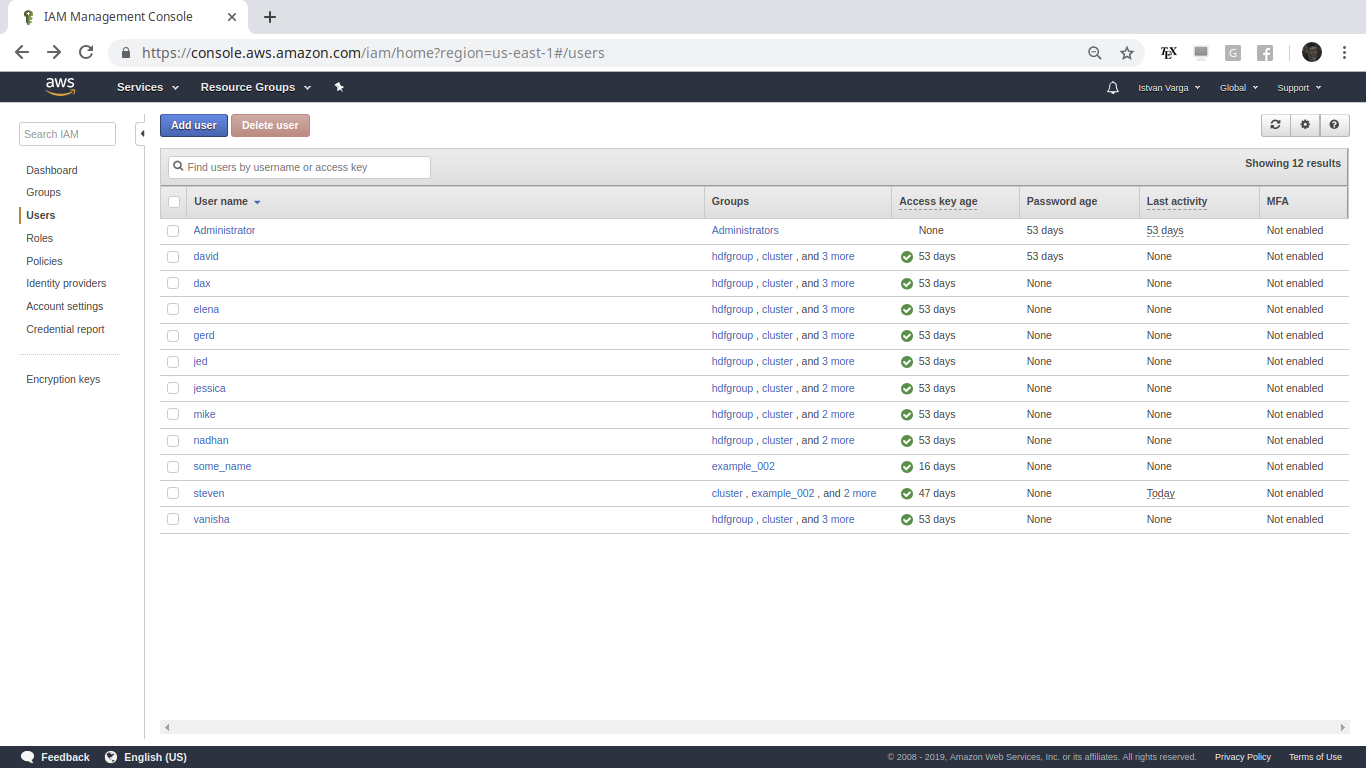 IAM Management Console
https://console.aws.amazon.com/iam/home?region=us-east-1#/users
TEX
G
aws
Services
Resource Groups
Istvan Varga
Global
Support
Search IAM
Dashboard
Groups
Users
Roles
Policies
Identity providers
Account settings
Credential report
Encryption keys
Add user
Delete user
Find users by username or access key
Showing 12 results
User name Groups Access key age Password age Last activity MFA
Administrator Administrators None 53 days 53 days Not enabled
david hdfgroup , cluster , and 3 more 53 days 53 days None Not enabled
dax hdfgroup , cluster , and 3 more 53 days None None Not enabled
elena hdfgroup , cluster , and 3 more 53 days None None Not enabled
gerd hdfgroup , cluster , and 3 more 53 days None None Not enabled
jed hdfgroup , cluster , and 3 more 53 days None None Not enabled
jessica hdfgroup , cluster , and 2 more 53 days None None Not enabled
mike hdfgroup , cluster , and 2 more 53 days None None Not enabled
nadhan hdfgroup , cluster , and 2 more 53 days None None Not enabled
some_name example_002 16 days None None Not enabled
steven cluster , example_002 , and 2 more 47 days None Today Not enabled
vanisha hdfgroup , cluster , and 3 more 53 days None None Not enabled
Feedback
English (US)
© 2008 - 2019, Amazon Web Services, Inc. or its affiliates. All rights reserved.
Privacy Policy
Terms of Use